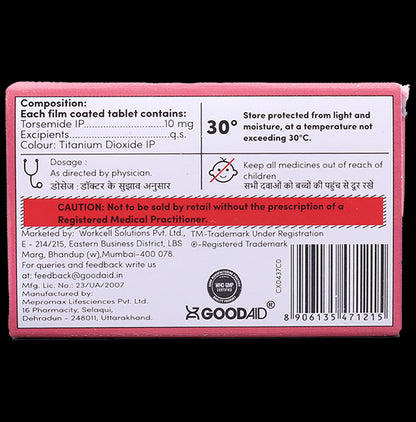 Composition:
Each film coated tablet contains:
Torsemide IP......................10 mg
Excipients............................q.s.
Colour: Titanium Dioxide IP
30°
Store protected from light and
moisture, at a temperature not
exceeding 30°C.
Dosage :
As directed by physician.
डोसेज : डॉक्टर के सुझाव अनुसार
Keep all medicines out of reach of
children
सभी दवाओं को बच्चों की पहुंच से दूर रखे
CAUTION: Not to be sold by retail without the prescription of a
Registered Medical Practitioner.
Marketed by: Workcell Solutions Pvt. Ltd.,
E - 214/215, Eastern Business District, LBS
Marg, Bhandup (w),Mumbai-400 078.
For queries and feedback write us
at: feedback@goodaid.in
Mfg. Lic. No.: 23/UA/2007
Manufactured by:
Mepromax Lifesciences Pvt. Ltd.
16 Pharmacity, Selaqui,
Dehradun - 248011, Uttarakhand.
TM-Trademark Under Registration
®-Registered Trademark
WHO GMP
CERTIFIED
GOODAID®
CX0437C0
8 906135 471215